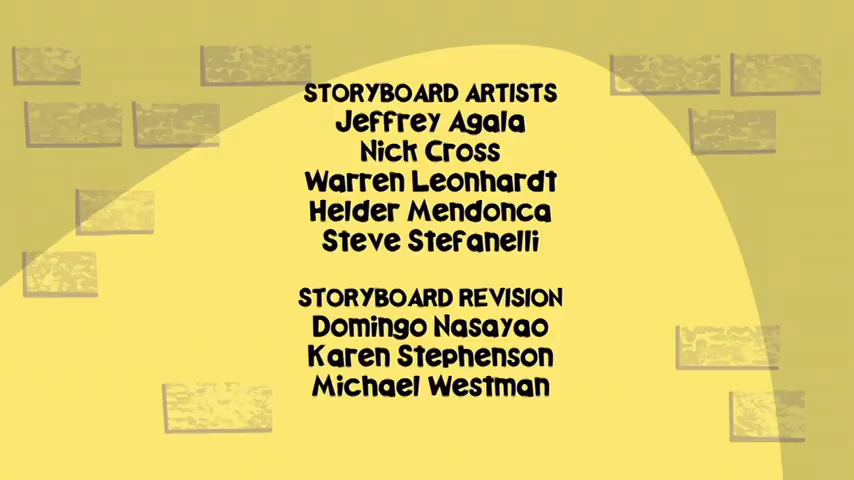 STORYBOARD ARTISTS
Jeffrey Agala
Nick Cross
Warren Leonhardt
Helder Mendonca
Steve Stefanelli
STORYBOARD REVISION
Domingo Nasayao
Karen Stephenson
Michael Westman